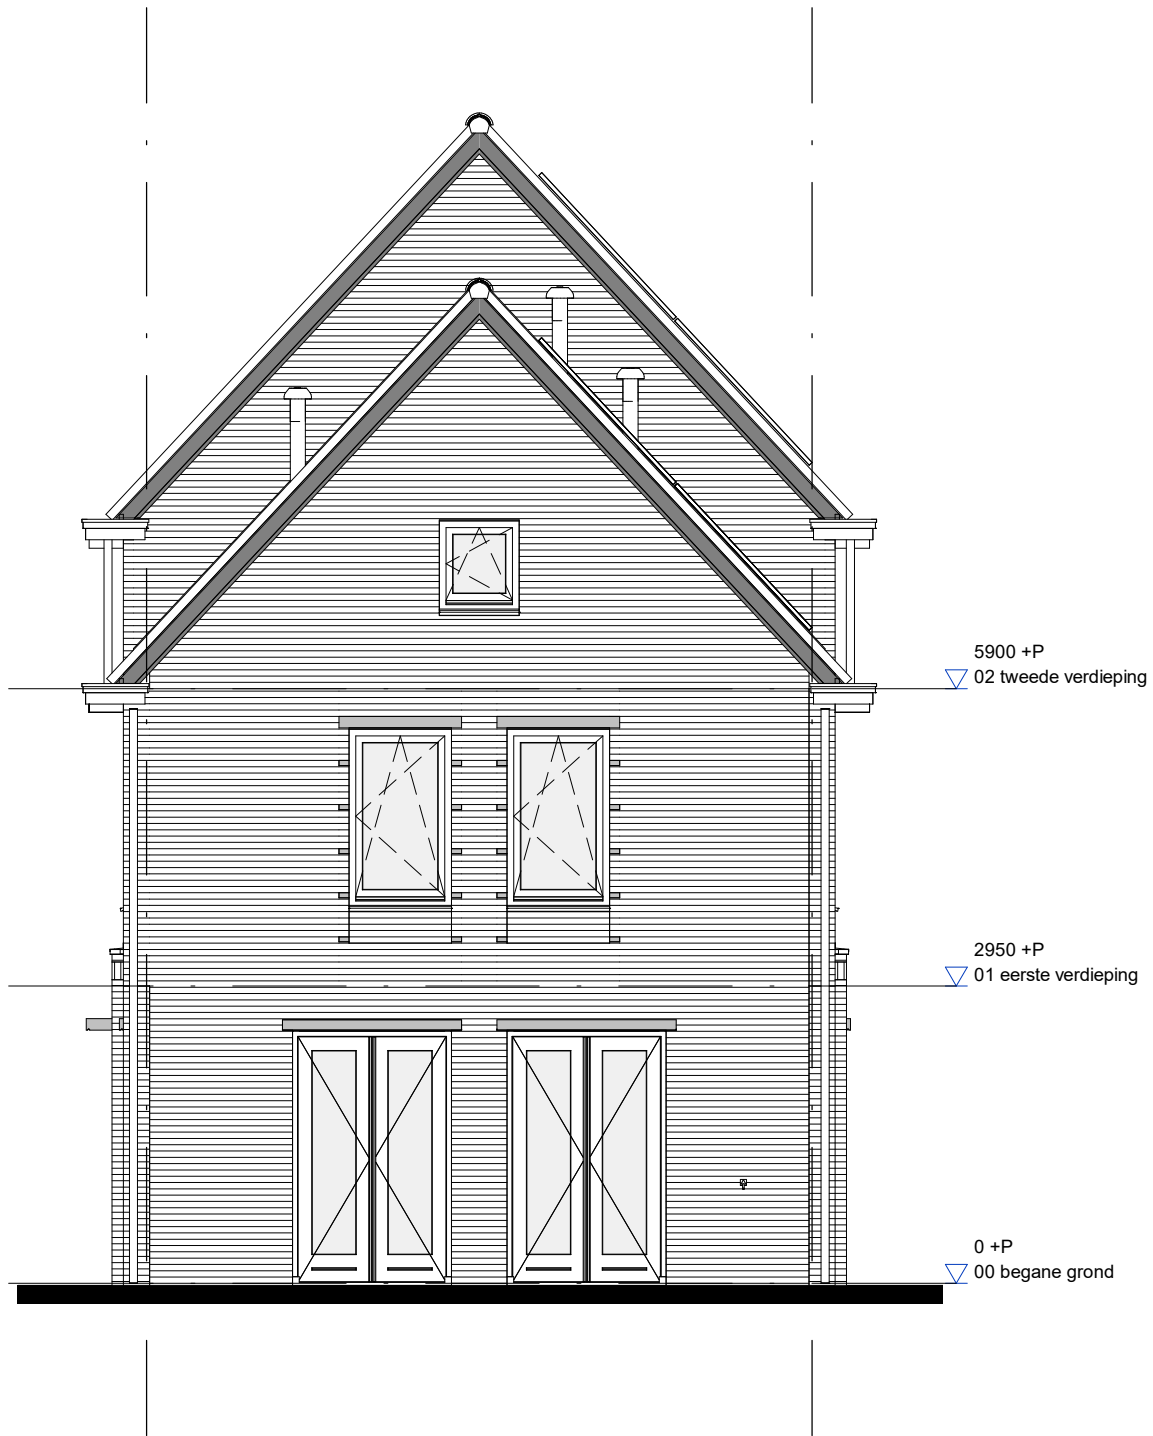 5900 +P
02 tweede verdieping
2950 +P
01 eerste verdieping
0 +P
00 begane grond